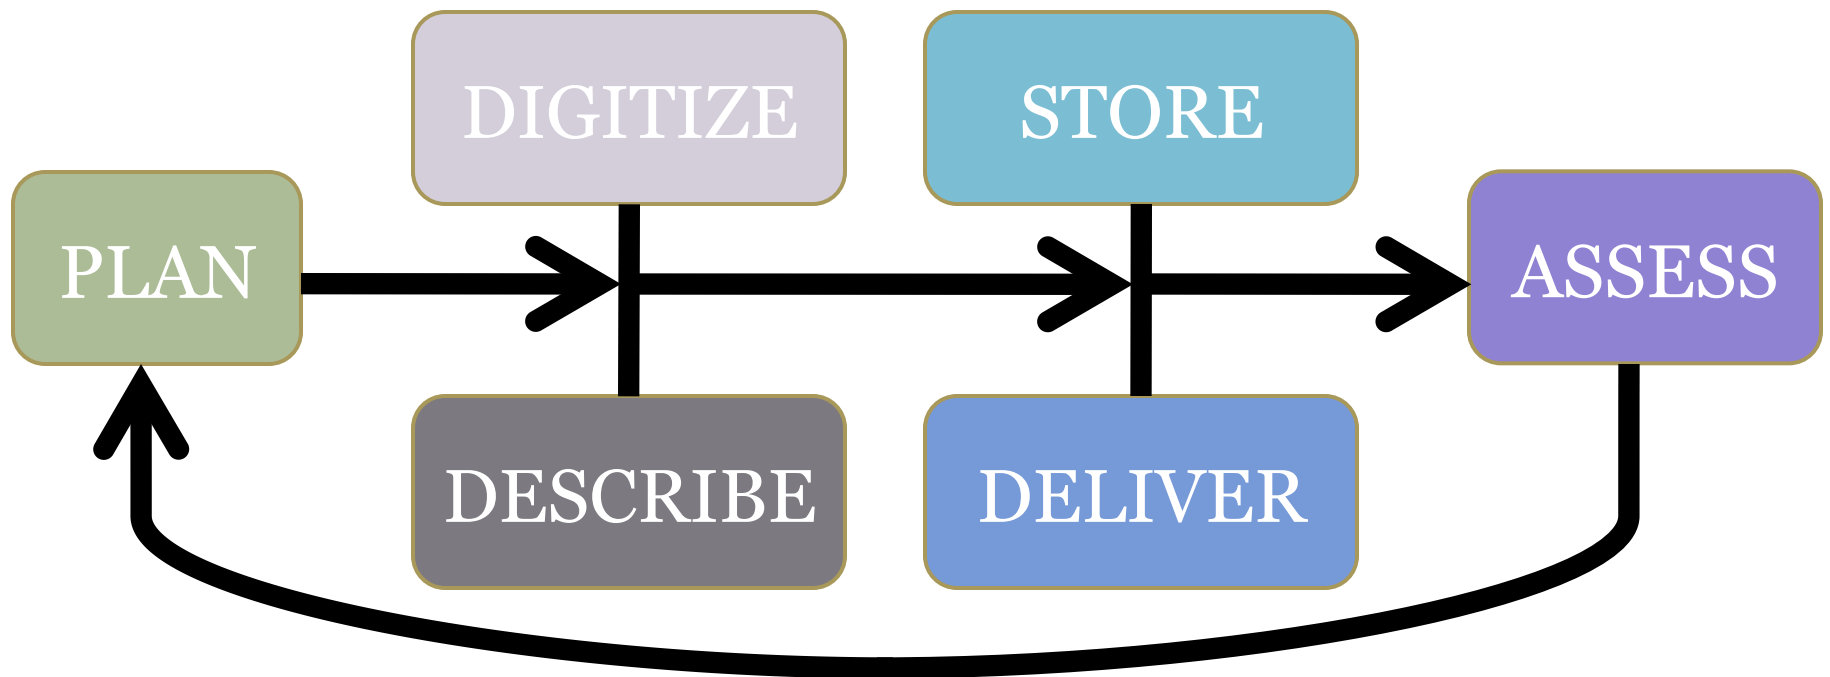 PLAN
DIGITIZE
DESCRIBE
STORE
DELIVER
ASSESS